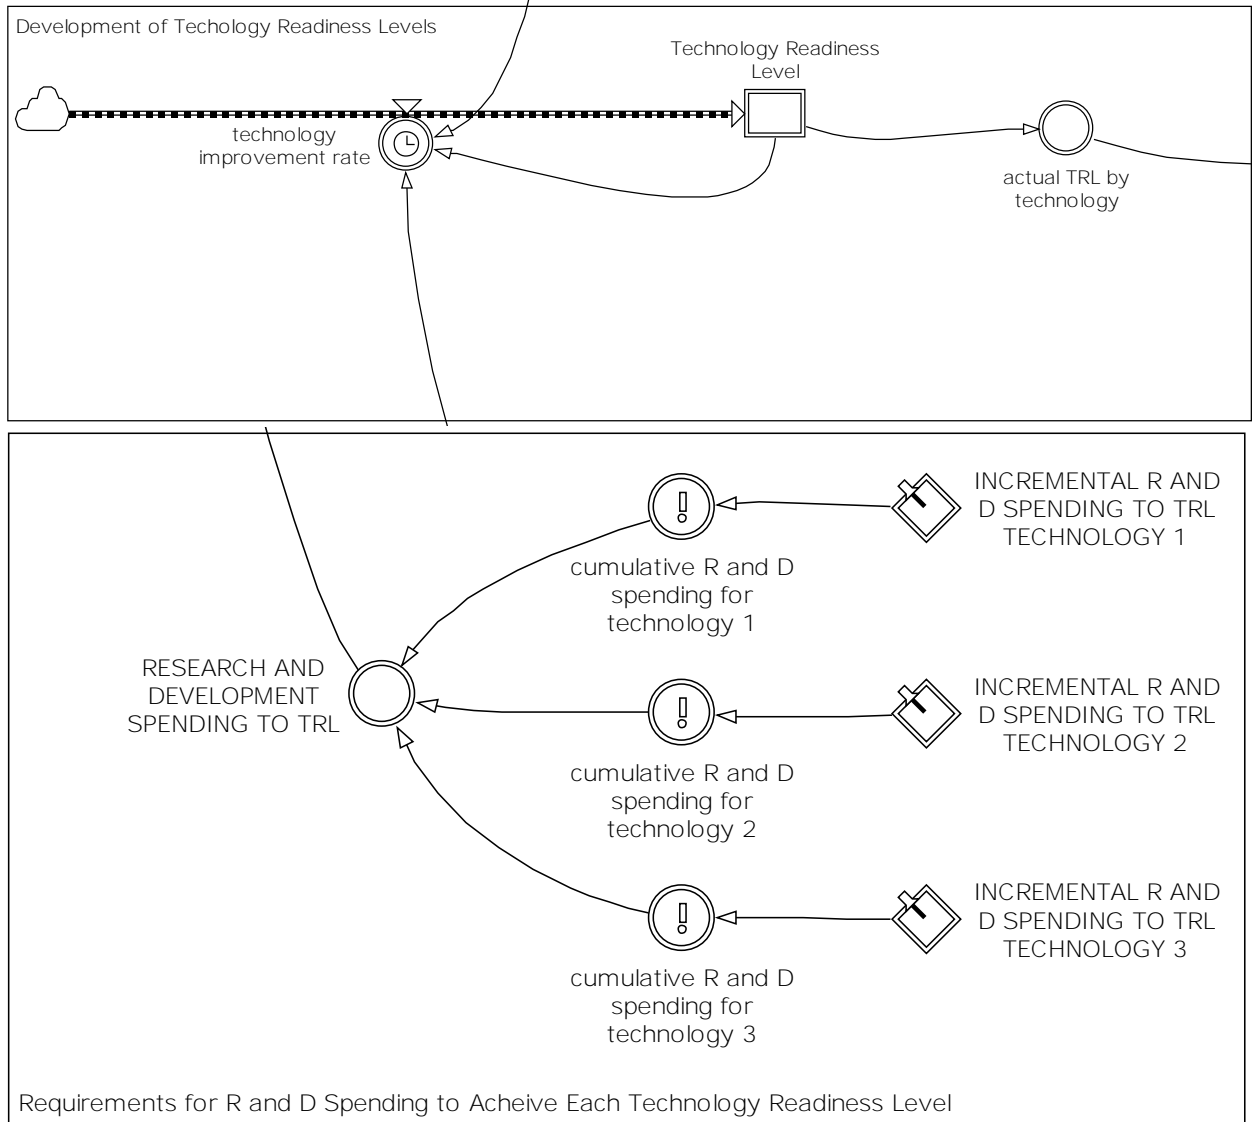 Development of Techology Readiness Levels
Technology Readiness
Level
technology
improvement rate
actual TRL by
technology
INCREMENTAL R AND
D SPENDING TO TRL
TECHNOLOGY 1
cumulative R and D
spending for
technology 1
RESEARCH AND
DEVELOPMENT
SPENDING TO TRL
INCREMENTAL R AND
D SPENDING TO TRL
TECHNOLOGY 2
cumulative R and D
spending for
technology 2
INCREMENTAL R AND
D SPENDING TO TRL
TECHNOLOGY 3
cumulative R and D
spending for
technology 3
Requirements for R and D Spending to Acheive Each Technology Readiness Level